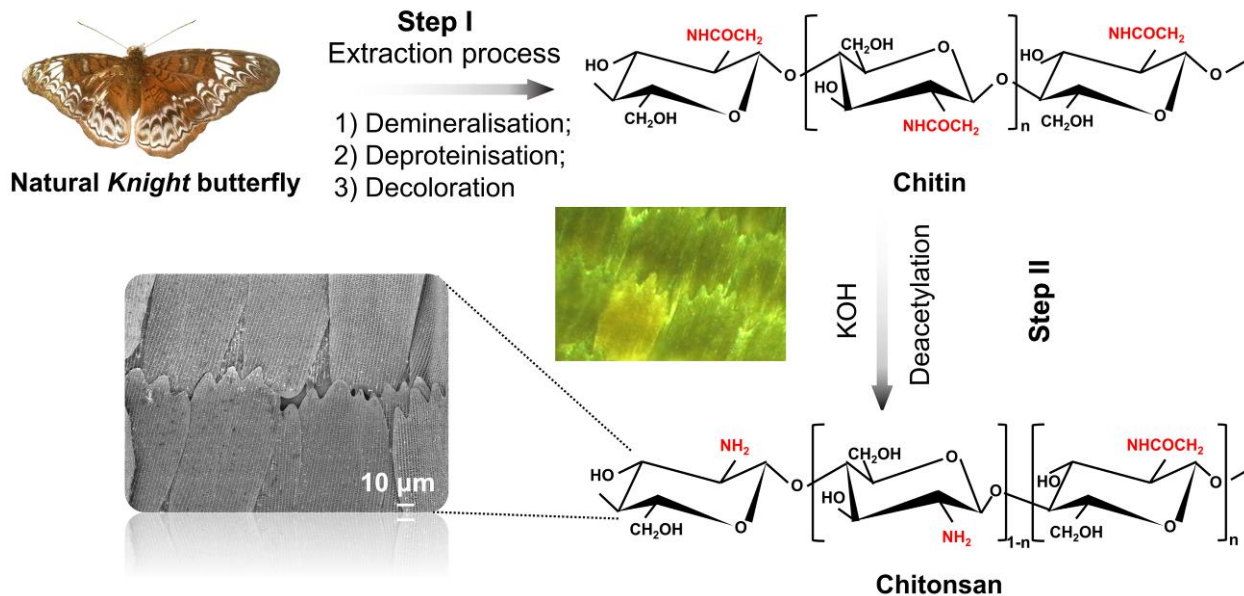 Step I
Extraction process
1) Demineralisation;
2) Deproteinisation;
3) Decoloration
Natural Knight butterfly
NHCOCH₂
HO
CH₂OH
O
O
CH₂OH
O
HO
NHCOCH₂
O
n
NHCOCH₂
HO
CH₂OH
O
O
Chitin
KOH
Deacetylation
Step II
10 µm
NH₂
HO
CH₂OH
O
O
CH₂OH
O
HO
NH₂
O
1-n
NHCOCH₂
HO
CH₂OH
O
O
n
Chitonsan